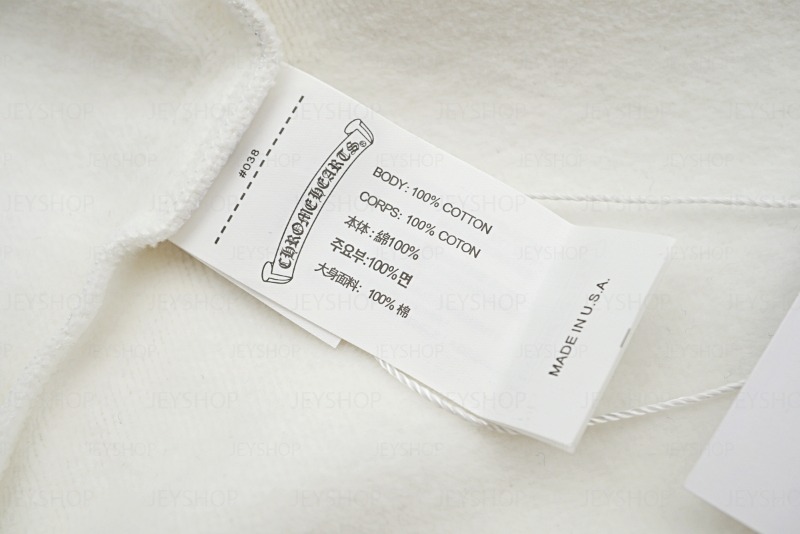 #038
CHROME HEARTS®
BODY: 100% COTTON
CORPS: 100% COTON
本体:綿100%
주요부:100%면
大身面料: 100% 棉
MADE IN U.S.A.
JEYSHOP